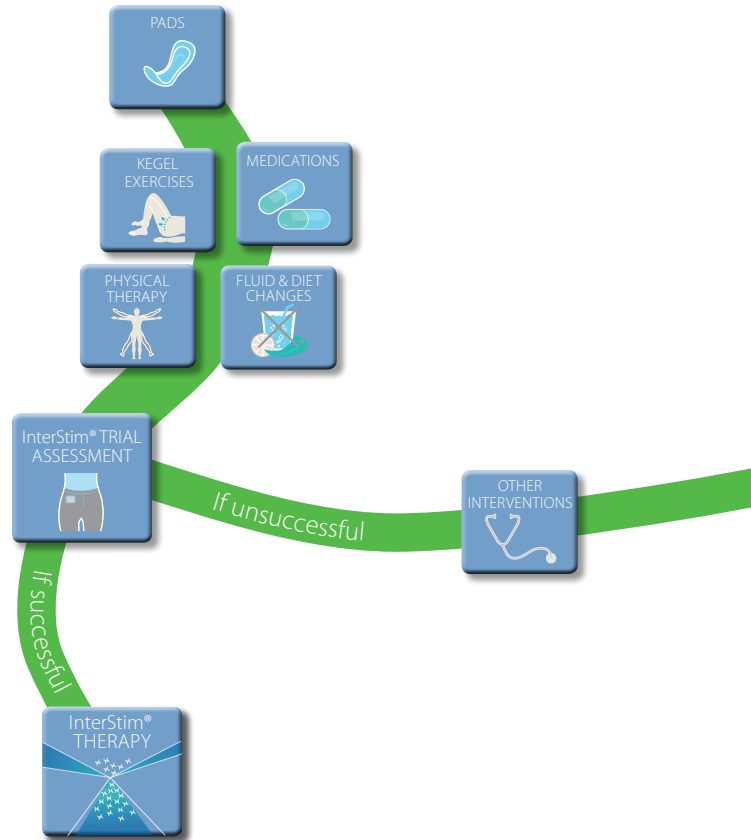 PADS
KEGEL
EXERCISES
MEDICATIONS
PHYSICAL
THERAPY
FLUID & DIET
CHANGES
InterStim® TRIAL
ASSESSMENT
If unsuccessful
OTHER
INTERVENTIONS
If successful
InterStim®
THERAPY